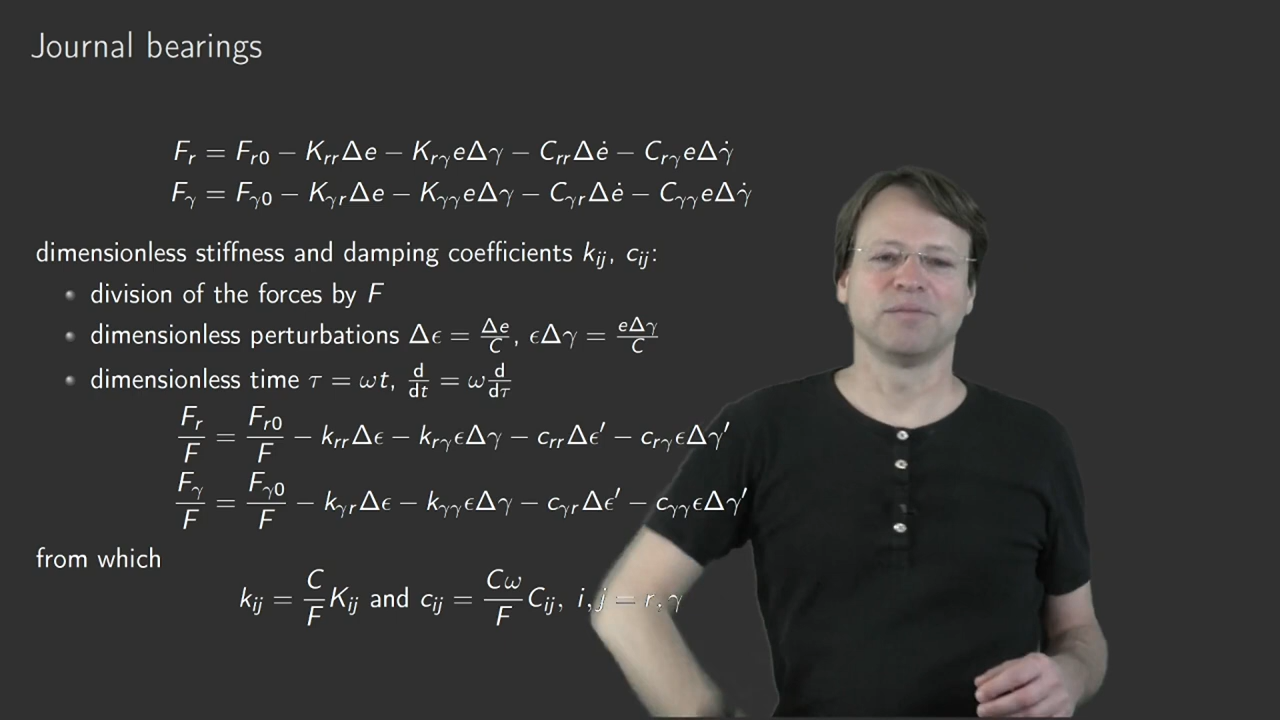 Journal bearings
F_r = F_{r0} − K_{rr}Δe − K_{rγ}eΔγ − C_{rr}Δė − C_{rγ}eΔγ̇
F_γ = F_{γ0} − K_{γr}Δe − K_{γγ}eΔγ − C_{γr}Δė − C_{γγ}eΔγ̇
dimensionless stiffness and damping coefficients k_{ij}, c_{ij}:
division of the forces by F
dimensionless perturbations Δϵ = Δe/C, ϵΔγ = eΔγ/C
dimensionless time τ = ωt, d/dt = ω d/dτ
F_r/F = F_{r0}/F − k_{rr}Δϵ − k_{rγ}ϵΔγ − c_{rr}Δϵ′ − c_{rγ}ϵΔγ′
F_γ/F = F_{γ0}/F − k_{γr}Δϵ − k_{γγ}ϵΔγ − c_{γr}Δϵ′ − c_{γγ}ϵΔγ′
from which
k_{ij} = C/F K_{ij} and c_{ij} = Cω/F C_{ij}, i, j = r, γ